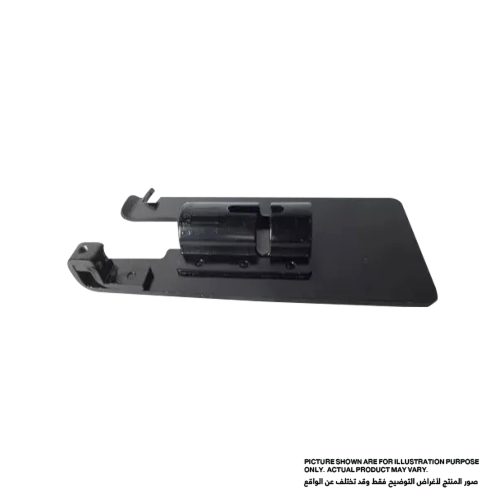 PICTURE SHOWN ARE FOR ILLUSTRATION PURPOSE
ONLY. ACTUAL PRODUCT MAY VARY.
صور المنتج لأغراض التوضيح فقط وقد تختلف عن الواقع